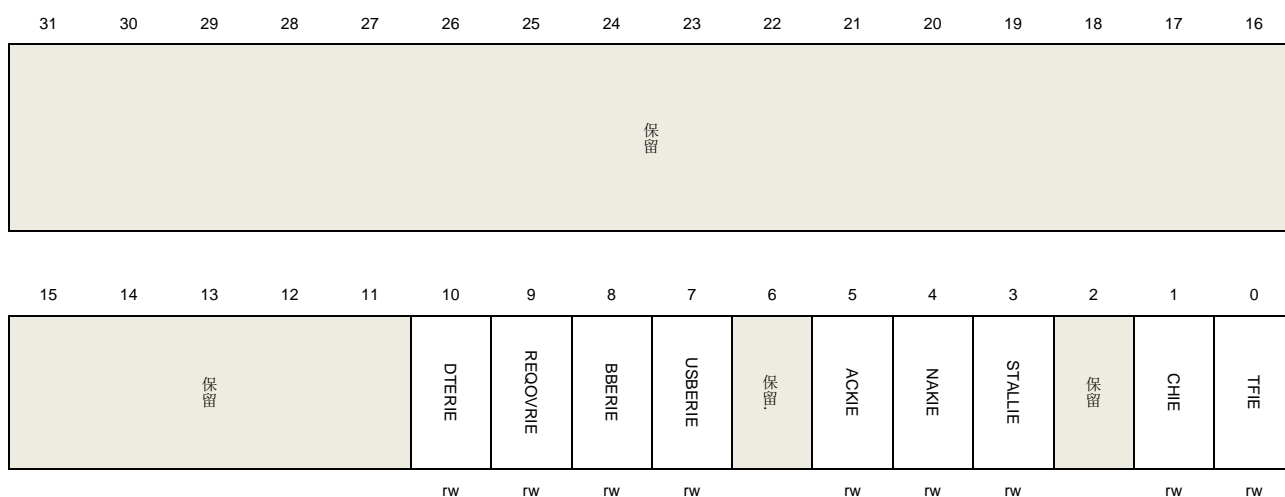 31 30 29 28 27 26 25 24 23 22 21 20 19 18 17 16
保留
15 14 13 12 11 10 9 8 7 6 5 4 3 2 1 0
保留 DTERIE REQOVRIE BBERIE USBERIE 保留. ACKIE NAKIE STALLIE 保留 CHIE TFIE
rw rw rw rw rw rw rw rw rw